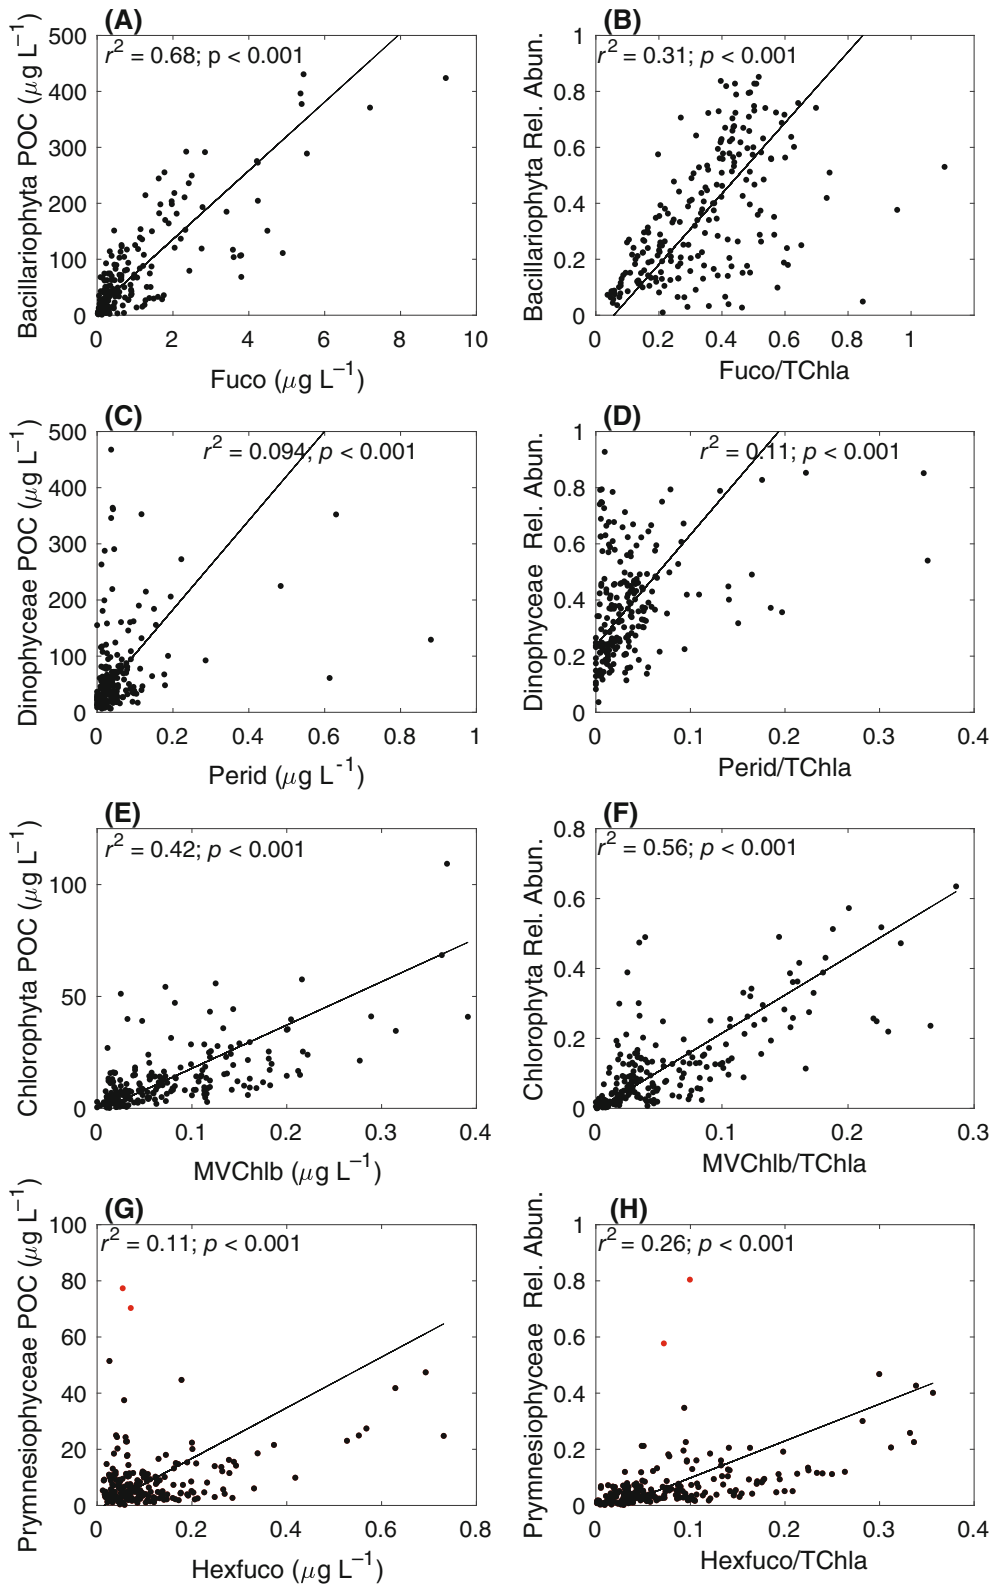 (A)
r² = 0.68; p < 0.001
Bacillariophyta POC (μg L⁻¹)
500
400
300
200
100
0
0 2 4 6 8 10
Fuco (μg L⁻¹)
(B)
r² = 0.31; p < 0.001
Bacillariophyta Rel. Abun.
1
0.8
0.6
0.4
0.2
0
0 0.2 0.4 0.6 0.8 1
Fuco/TChla
(C)
r² = 0.094; p < 0.001
Dinophyceae POC (μg L⁻¹)
500
400
300
200
100
0
0 0.2 0.4 0.6 0.8 1
Perid (μg L⁻¹)
(D)
r² = 0.11; p < 0.001
Dinophyceae Rel. Abun.
1
0.8
0.6
0.4
0.2
0
0 0.1 0.2 0.3 0.4
Perid/TChla
(E)
r² = 0.42; p < 0.001
Chlorophyta POC (μg L⁻¹)
100
50
0
0 0.1 0.2 0.3 0.4
MVChlb (μg L⁻¹)
(F)
r² = 0.56; p < 0.001
Chlorophyta Rel. Abun.
0.8
0.6
0.4
0.2
0
0 0.1 0.2 0.3
MVChlb/TChla
(G)
r² = 0.11; p < 0.001
Prymnesiophyceae POC (μg L⁻¹)
100
80
60
40
20
0
0 0.2 0.4 0.6 0.8
Hexfuco (μg L⁻¹)
(H)
r² = 0.26; p < 0.001
Prymnesiophyceae Rel. Abun.
1
0.8
0.6
0.4
0.2
0
0 0.1 0.2 0.3 0.4
Hexfuco/TChla